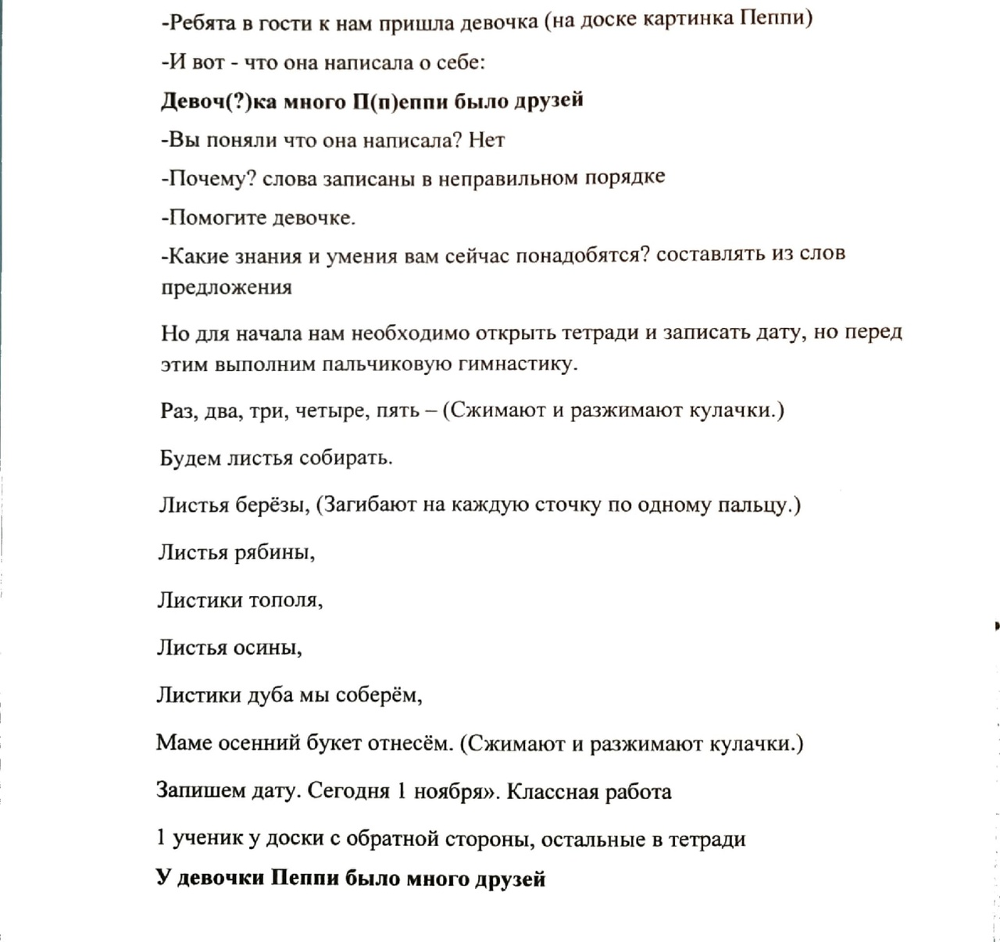 -Ребята в гости к нам пришла девочка (на доске картинка Пеппи)
-И вот - что она написала о себе:
Девоч(?)ка много П(п)еппи было друзей
-Вы поняли что она написала? Нет
-Почему? слова записаны в неправильном порядке
-Помогите девочке.
-Какие знания и умения вам сейчас понадобятся? составлять из слов
предложения
Но для начала нам необходимо открыть тетради и записать дату, но перед
этим выполним пальчиковую гимнастику.
Раз, два, три, четыре, пять – (Сжимают и разжимают кулачки.)
Будем листья собирать.
Листья берёзы, (Загибают на каждую сточку по одному пальцу.)
Листья рябины,
Листики тополя,
Листья осины,
Листики дуба мы соберём,
Маме осенний букет отнесём. (Сжимают и разжимают кулачки.)
Запишем дату. Сегодня 1 ноября». Классная работа
1 ученик у доски с обратной стороны, остальные в тетради
У девочки Пеппи было много друзей